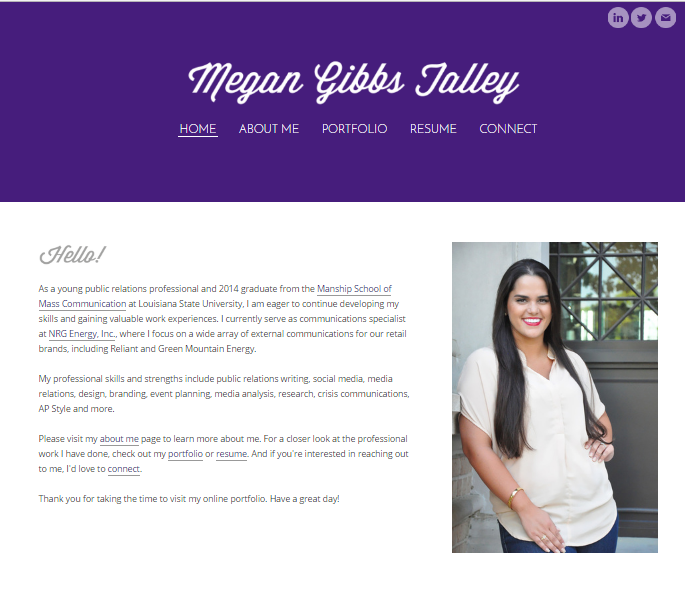 Megan Gibbs Talley
HOME ABOUT ME PORTFOLIO RESUME CONNECT
Hello!
As a young public relations professional and 2014 graduate from the Manship School of
Mass Communication at Louisiana State University, I am eager to continue developing my
skills and gaining valuable work experiences. I currently serve as communications specialist
at NRG Energy, Inc., where I focus on a wide array of external communications for our retail
brands, including Reliant and Green Mountain Energy.
My professional skills and strengths include public relations writing, social media, media
relations, design, branding, event planning, media analysis, research, crisis communications,
AP Style and more.
Please visit my about me page to learn more about me. For a closer look at the professional
work I have done, check out my portfolio or resume. And if you're interested in reaching out
to me, I'd love to connect.
Thank you for taking the time to visit my online portfolio. Have a great day!